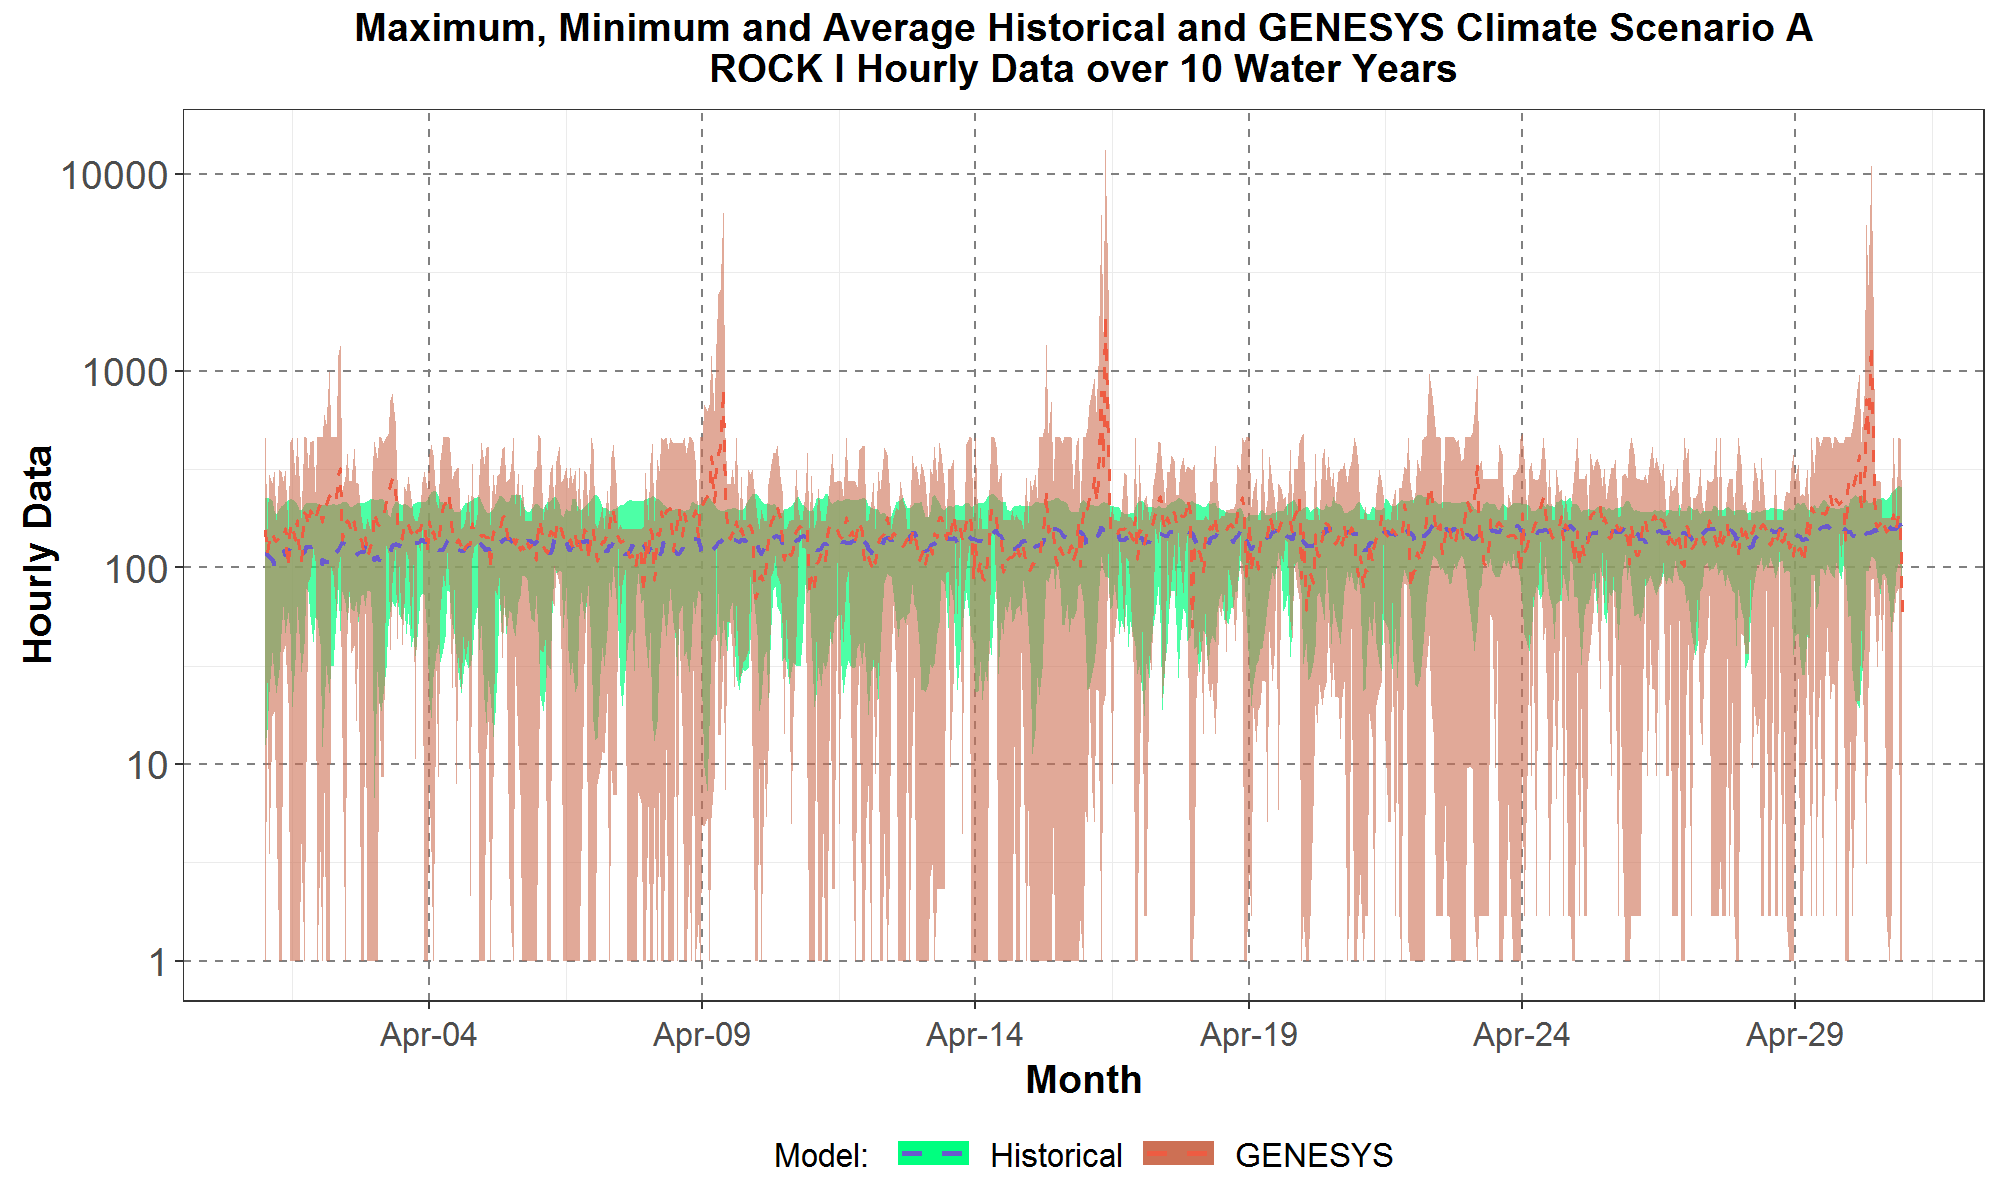 Maximum, Minimum and Average Historical and GENESYS Climate Scenario A
ROCK I Hourly Data over 10 Water Years
Hourly Data
10000
1000
100
10
1
Apr-04
Apr-09
Apr-14
Apr-19
Apr-24
Apr-29
Month
Model:
Historical
GENESYS